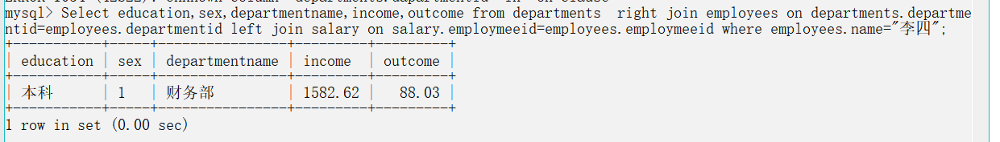 mysql> Select education,sex,departmentname,income,outcome from departments  right join employees on departments.departme
ntid=employees.departmentid left join salary on salary.employmeeid=employees.employmeeid where employees.name="李四";
+-----------+-----+----------------+---------+---------+
| education | sex | departmentname | income  | outcome |
+-----------+-----+----------------+---------+---------+
| 本科      | 1   | 财务部         | 1582.62 |   88.03 |
+-----------+-----+----------------+---------+---------+
1 row in set (0.00 sec)